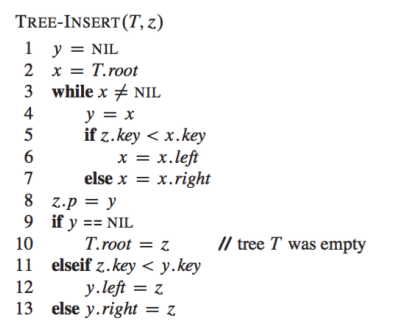 TREE-INSERT(T, z)
1 y = NIL
2 x = T.root
3 while x ≠ NIL
4 y = x
5 if z.key < x.key
6 x = x.left
7 else x = x.right
8 z.p = y
9 if y == NIL
10 T.root = z // tree T was empty
11 elseif z.key < y.key
12 y.left = z
13 else y.right = z